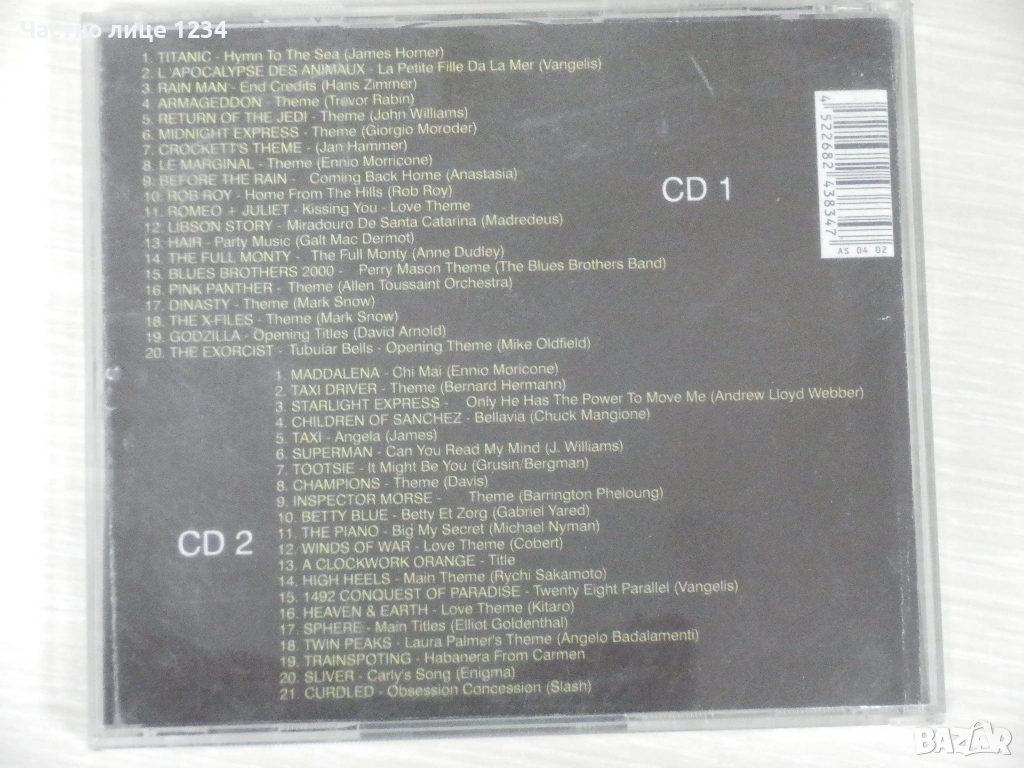 Частно лице 1234
1. TITANIC - Hymn To The Sea (James Horner)
2. L'APOCALYPSE DES ANIMAUX - La Petite Fille Da La Mer (Vangelis)
3. RAIN MAN - End Credits (Hans Zimmer)
4. ARMAGEDDON - Theme (Trevor Rabin)
5. RETURN OF THE JEDI - Theme (John Williams)
6. MIDNIGHT EXPRESS - Theme (Giorgio Moroder)
7. CROCKETT'S THEME - (Jan Hammer)
8. LE MARGINAL - Theme (Ennio Morricone)
9. BEFORE THE RAIN - Coming Back Home (Anastasia)
10. ROB ROY - Home From The Hills (Rob Roy)
11. ROMEO + JULIET - Kissing You - Love Theme
12. LIBSON STORY - Miradouro De Santa Catarina (Madredeus)
13. HAIR - Party Music (Galt Mac Dermot)
14. THE FULL MONTY - The Full Monty (Anne Dudley)
15. BLUES BROTHERS 2000 - Perry Mason Theme (The Blues Brothers Band)
16. PINK PANTHER - Theme (Allen Toussaint Orchestra)
17. DINASTY - Theme (Mark Snow)
18. THE X-FILES - Theme (Mark Snow)
19. GODZILLA - Opening Titles (David Arnold)
20. THE EXORCIST - Tubular Bells - Opening Theme (Mike Oldfield)
CD 1
4 522682 438347
AS 04 02
1. MADDALENA - Chi Mai (Ennio Moricone)
2. TAXI DRIVER - Theme (Bernard Hermann)
3. STARLIGHT EXPRESS - Only He Has The Power To Move Me (Andrew Lloyd Webber)
4. CHILDREN OF SANCHEZ - Bellavia (Chuck Mangione)
5. TAXI - Angela (James)
6. SUPERMAN - Can You Read My Mind (J. Williams)
7. TOOTSIE - It Might Be You (Grusin/Bergman)
8. CHAMPIONS - Theme (Davis)
9. INSPECTOR MORSE - Theme (Barrington Pheloung)
10. BETTY BLUE - Betty Et Zorg (Gabriel Yared)
11. THE PIANO - Big My Secret (Michael Nyman)
12. WINDS OF WAR - Love Theme (Cobert)
13. A CLOCKWORK ORANGE - Title
14. HIGH HEELS - Main Theme (Rychi Sakamoto)
15. 1492 CONQUEST OF PARADISE - Twenty Eight Parallel (Vangelis)
16. HEAVEN & EARTH - Love Theme (Kitaro)
17. SPHERE - Main Titles (Elliot Goldenthal)
18. TWIN PEAKS - Laura Palmer's Theme (Angelo Badalamenti)
19. TRAINSPOTING - Habanera From Carmen
20. SLIVER - Carly's Song (Enigma)
21. CURDLED - Obsession Concession (Slash)
CD 2
BAZAR